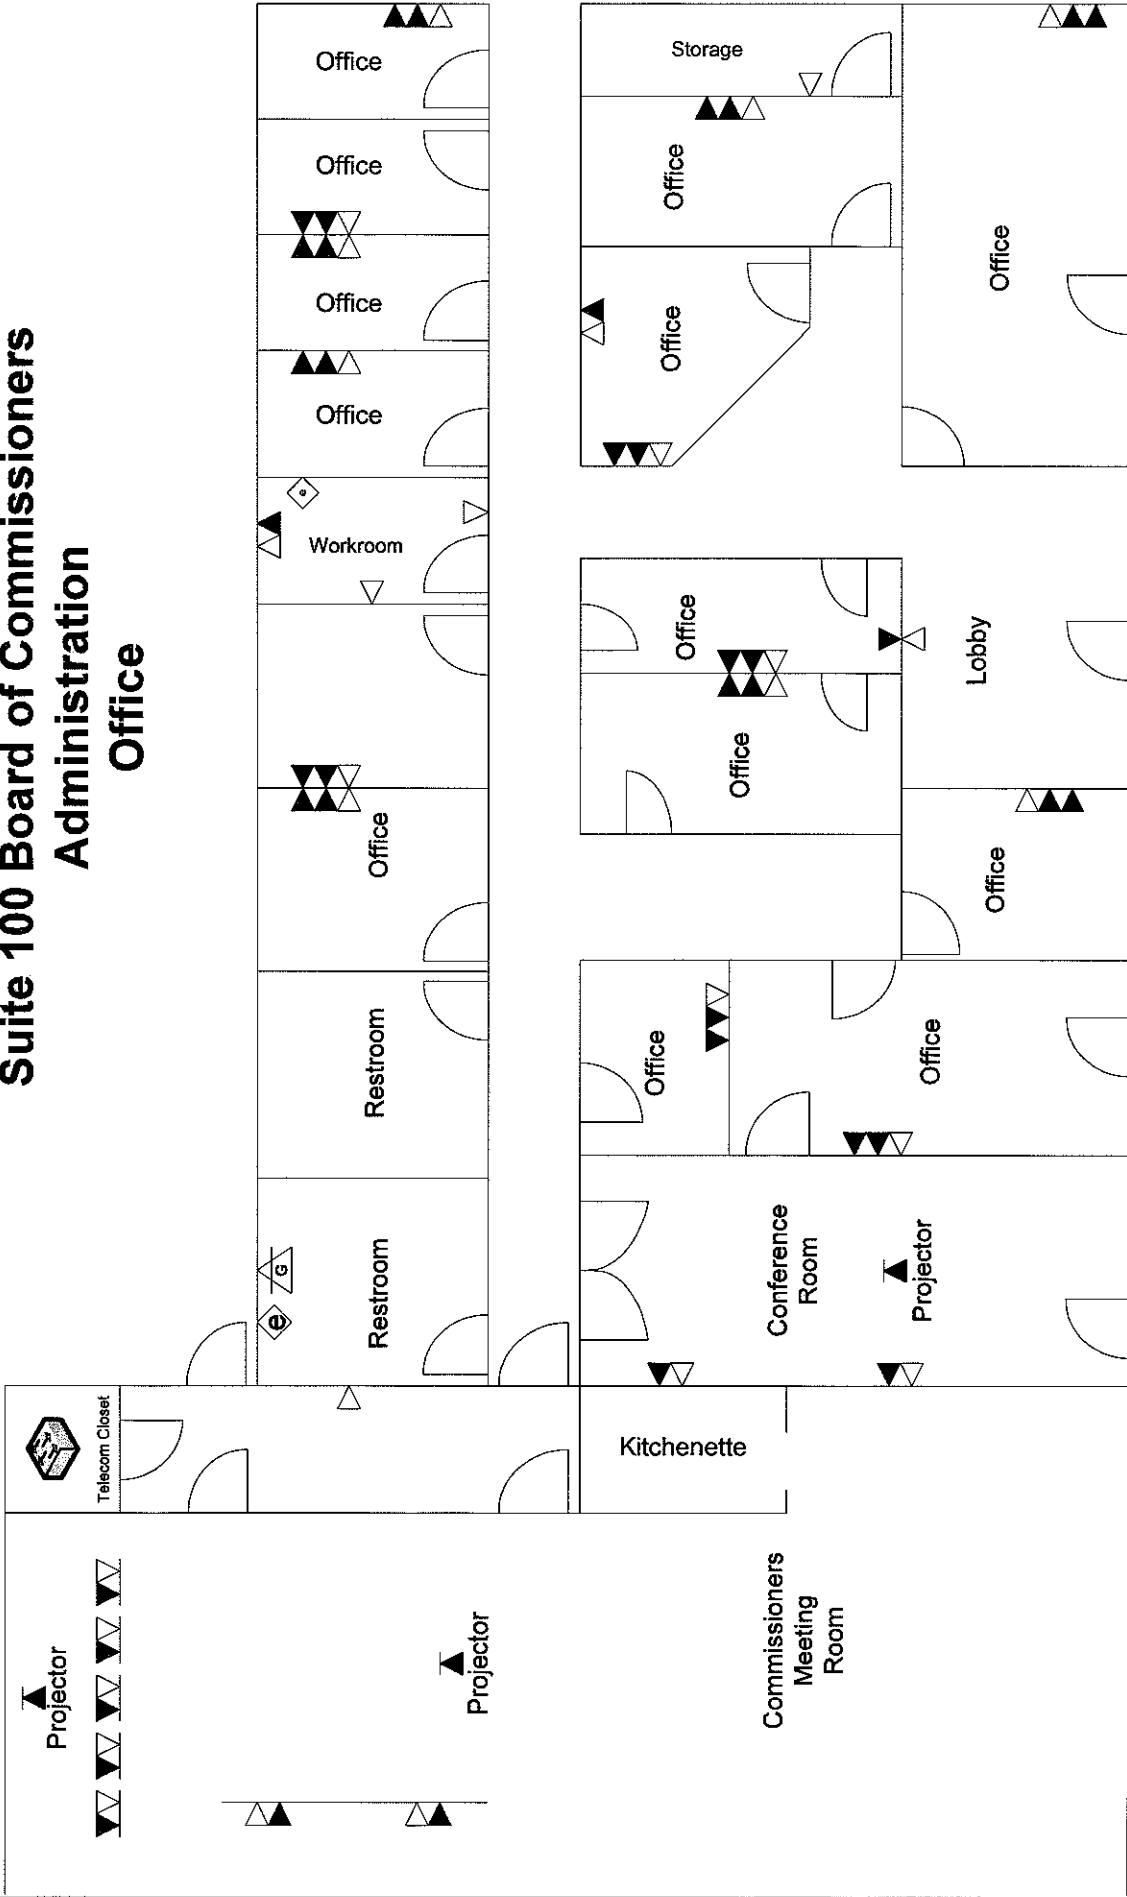 Suite 100 Board of Commissioners
Administration
Office
Office
Office
Office
Office
Workroom
e
Office
Restroom
Restroom
G
e
Storage
Office
Office
Office
Office
Office
Lobby
Office
Office
Office
Conference
Room
Projector
Telecom Closet
Kitchenette
Projector
Projector
Commissioners
Meeting
Room